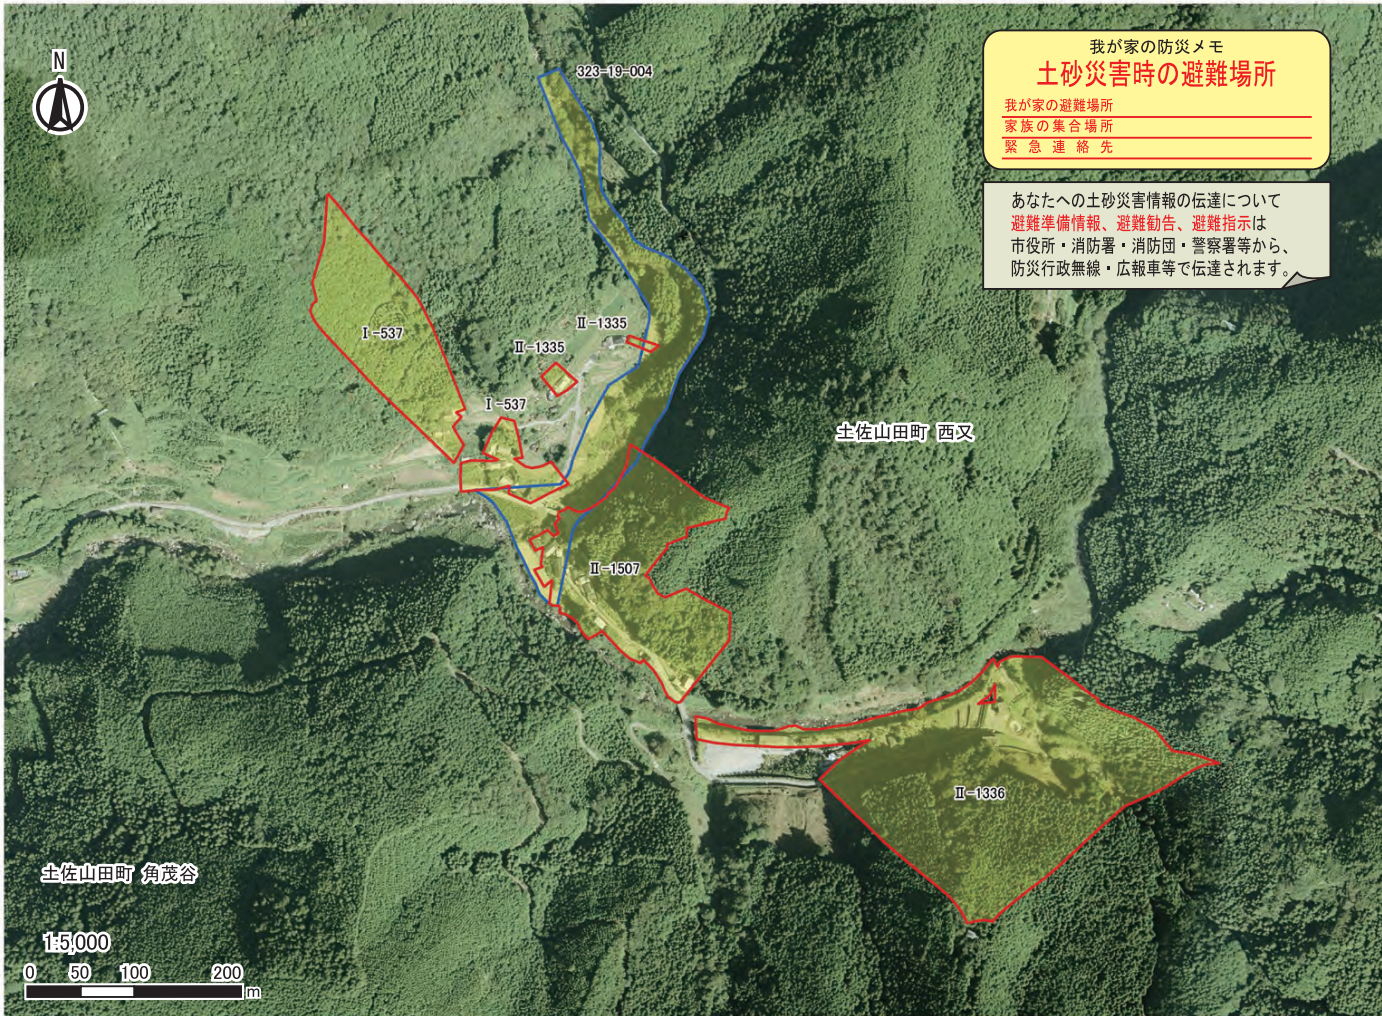 N
323-19-004
我が家の防災メモ
土砂災害時の避難場所
我が家の避難場所
家族の集合場所
緊急連絡先
あなたへの土砂災害情報の伝達について
避難準備情報、避難勧告、避難指示は
市役所・消防署・消防団・警察署等から、
防災行政無線・広報車等で伝達されます。
Ⅰ-537
Ⅱ-1335
Ⅱ-1335
Ⅰ-537
土佐山田町 西又
Ⅱ-1507
Ⅱ-1336
土佐山田町 角茂谷
1:5,000
0 50 100 200
m